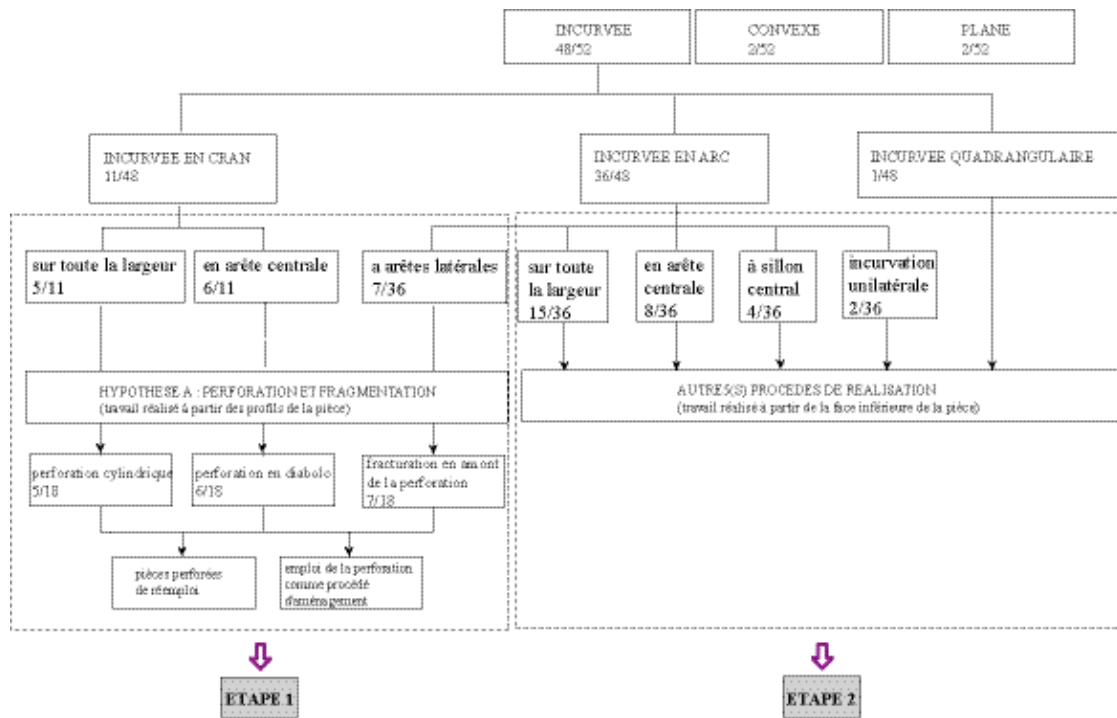 INCURVEE
48/52
CONVEXE
2/52
PLANE
2/52
INCURVEE EN CRAN
11/48
INCURVEE EN ARC
36/48
INCURVEE QUADRANGULAIRE
1/48
sur toute la largeur
5/11
en arête centrale
6/11
a arêtes latérales
7/36
sur toute
la largeur
15/36
en arête
centrale
8/36
à sillon
central
4/36
incurvation
unilatérale
2/36
HYPOTHESE A : PERFORATION ET FRAGMENTATION
(travail réalisé à partir des profils de la pièce)
AUTRES(S) PROCEDES DE REALISATION
(travail réalisé à partir de la face inférieure de la pièce)
perforation cylindrique
5/18
perforation en diabolo
6/18
fracturation en amont
de la perforation
7/18
pièces perforées
de réemploi
emploi de la perforation
comme procédé
d'aménagement
ETAPE 1
ETAPE 2